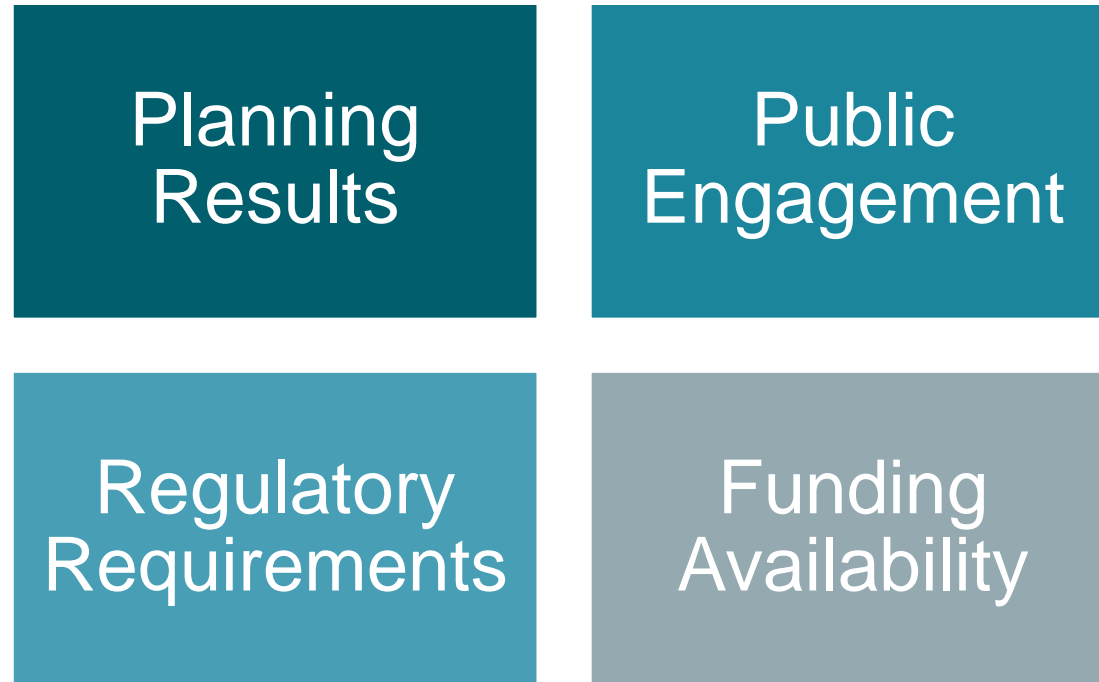 Planning
Results
Public
Engagement
Regulatory
Requirements
Funding
Availability